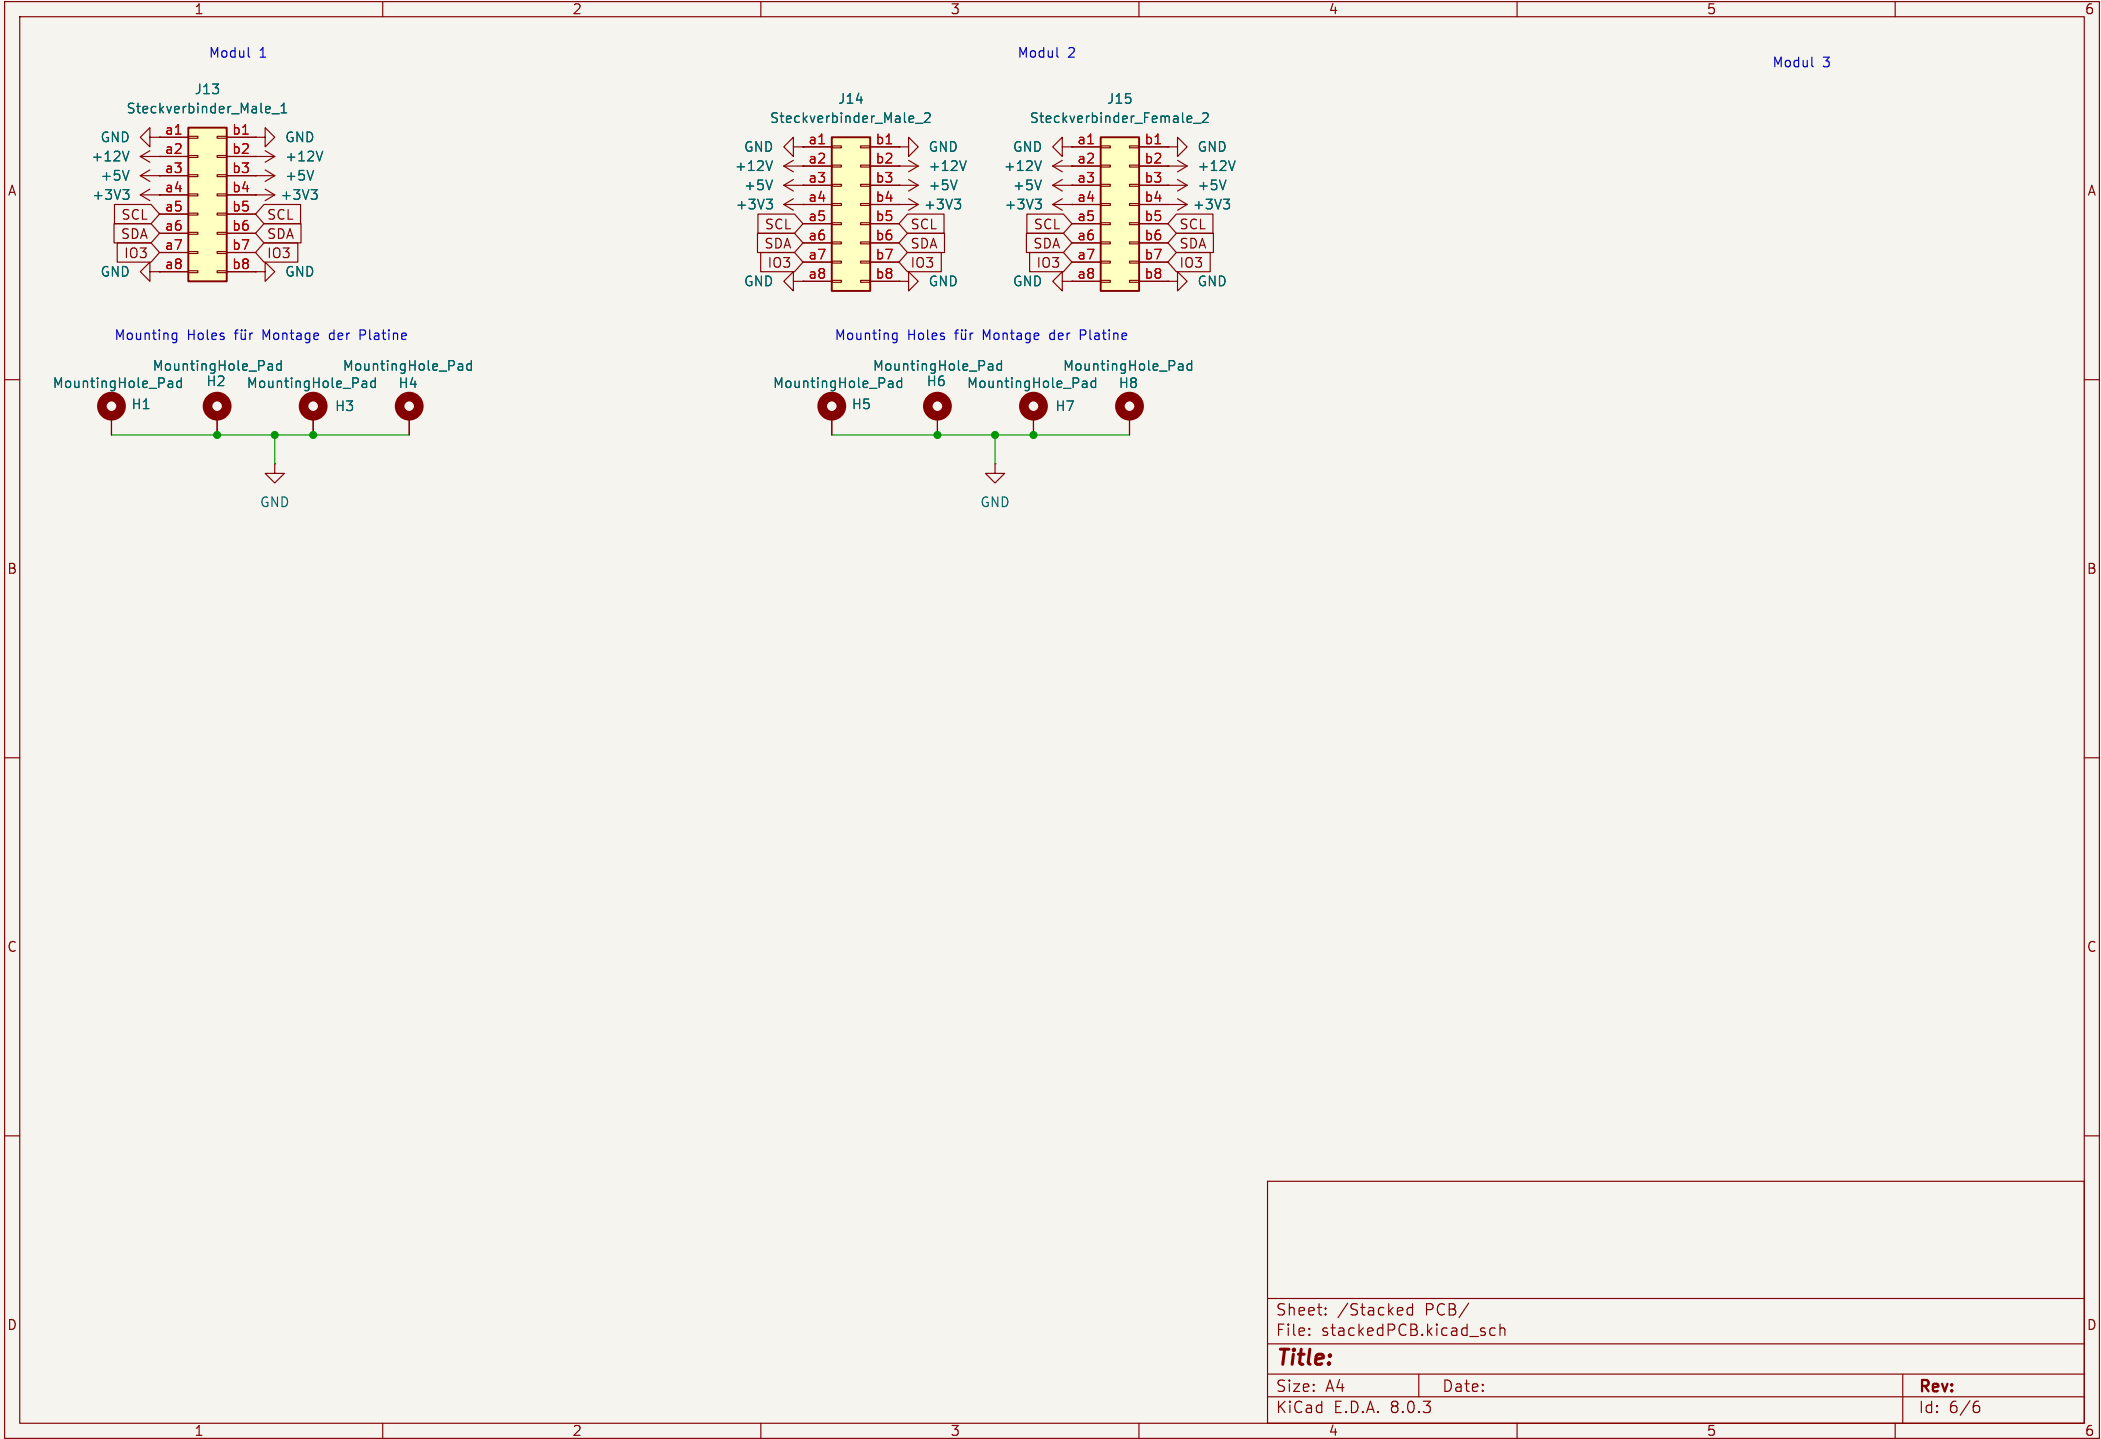 1 2 3 4 5 6
Modul 1
Modul 2
Modul 3
J13
Steckverbinder_Male_1
GND a1 b1 GND
+12V a2 b2 +12V
+5V a3 b3 +5V
+3V3 a4 b4 +3V3
SCL a5 b5 SCL
SDA a6 b6 SDA
IO3 a7 b7 IO3
GND a8 b8 GND
J14
Steckverbinder_Male_2
GND a1 b1 GND
+12V a2 b2 +12V
+5V a3 b3 +5V
+3V3 a4 b4 +3V3
SCL a5 b5 SCL
SDA a6 b6 SDA
IO3 a7 b7 IO3
GND a8 b8 GND
J15
Steckverbinder_Female_2
GND a1 b1 GND
+12V a2 b2 +12V
+5V a3 b3 +5V
+3V3 a4 b4 +3V3
SCL a5 b5 SCL
SDA a6 b6 SDA
IO3 a7 b7 IO3
GND a8 b8 GND
A A
Mounting Holes für Montage der Platine
MountingHole_Pad MountingHole_Pad
MountingHole_Pad H2 MountingHole_Pad H4
H1 H3
GND
Mounting Holes für Montage der Platine
MountingHole_Pad MountingHole_Pad
MountingHole_Pad H6 MountingHole_Pad H8
H5 H7
GND
B B
C C
D D
Sheet: /Stacked PCB/
File: stackedPCB.kicad_sch
Title:
Size: A4 Date: Rev:
KiCad E.D.A. 8.0.3 Id: 6/6
1 2 3 4 5 6